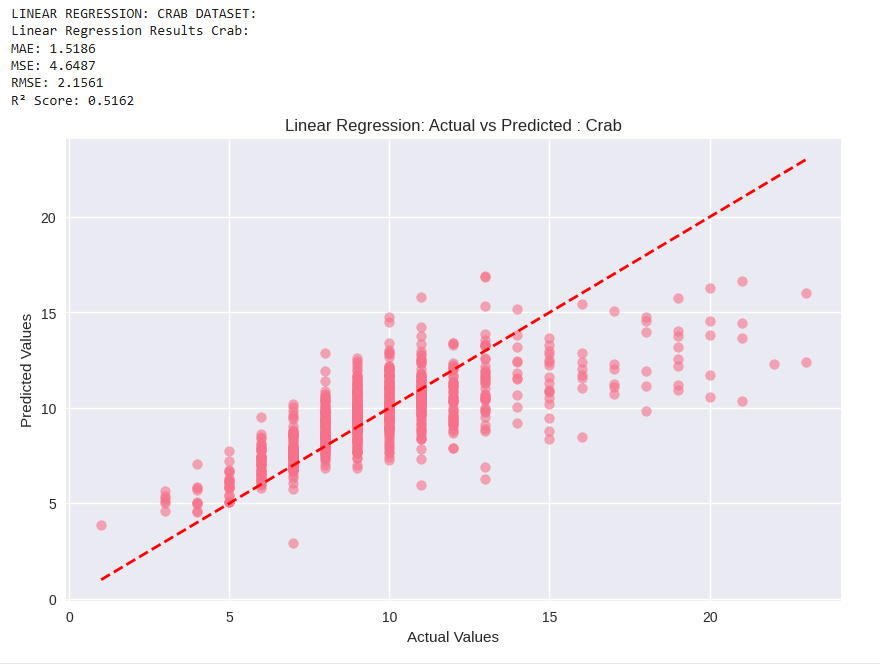 LINEAR REGRESSION: CRAB DATASET:
Linear Regression Results Crab:
MAE: 1.5186
MSE: 4.6487
RMSE: 2.1561
R² Score: 0.5162
Linear Regression: Actual vs Predicted : Crab
Predicted Values
20
15
10
5
0
0 5 10 15 20
Actual Values